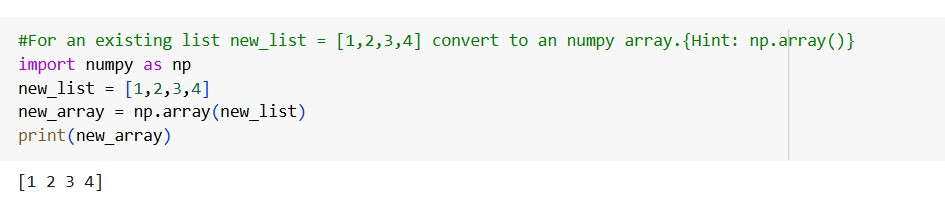 #For an existing list new_list = [1,2,3,4] convert to an numpy array.{Hint: np.array()}
import numpy as np
new_list = [1,2,3,4]
new_array = np.array(new_list)
print(new_array)
[1 2 3 4]